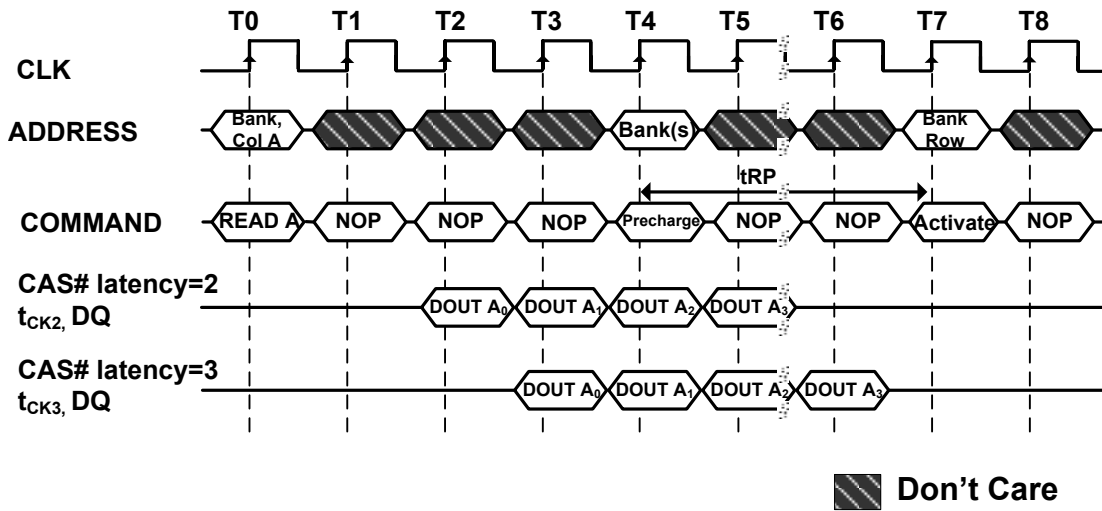 T0 T1 T2 T3 T4 T5 T6 T7 T8
CLK
ADDRESS
Bank, Col A
Bank(s)
Bank Row
tRP
COMMAND
READ A NOP NOP NOP Precharge NOP NOP Activate NOP
CAS# latency=2
tCK2, DQ
DOUT A0 DOUT A1 DOUT A2 DOUT A3
CAS# latency=3
tCK3, DQ
DOUT A0 DOUT A1 DOUT A2 DOUT A3
Don't Care